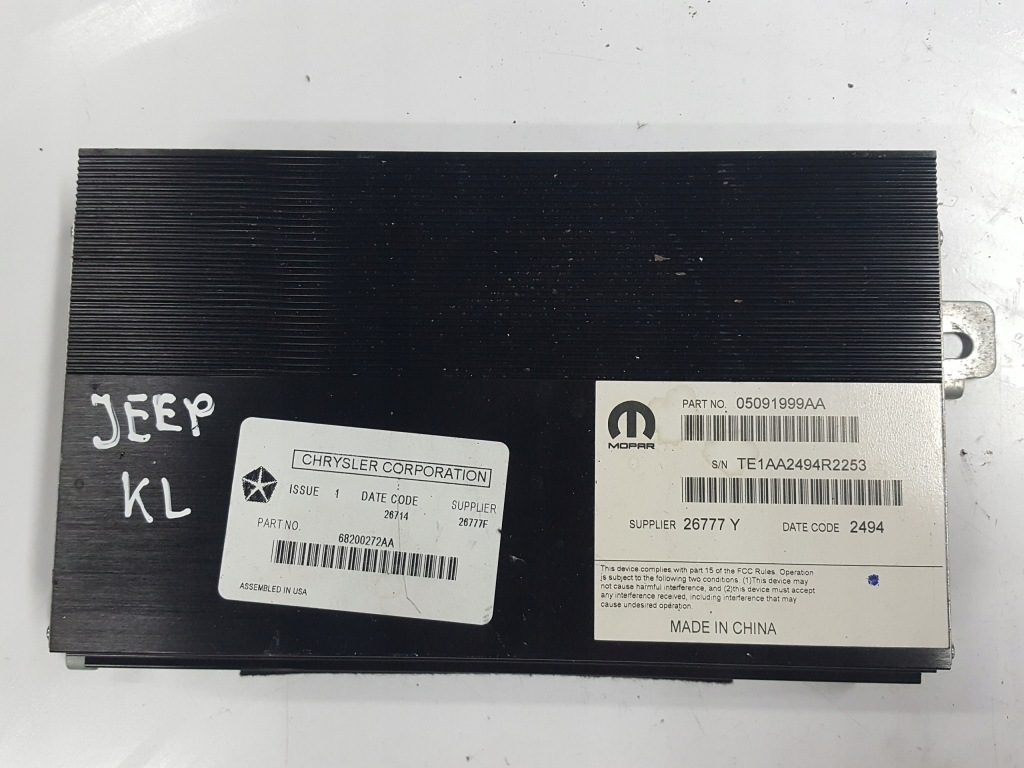 JEEP
KL
CHRYSLER CORPORATION
ISSUE 1 DATE CODE 26714 SUPPLIER 26777F
PART NO. 68200272AA
ASSEMBLED IN USA
MOPAR
PART NO. 05091999AA
S/N TE1AA2494R2253
SUPPLIER 26777 Y DATE CODE 2494
This device complies with part 15 of the FCC Rules. Operation
is subject to the following two conditions. (1)This device may
not cause harmful interference, and (2)this device must accept
any interference received, including interference that may
cause undesired operation.
MADE IN CHINA